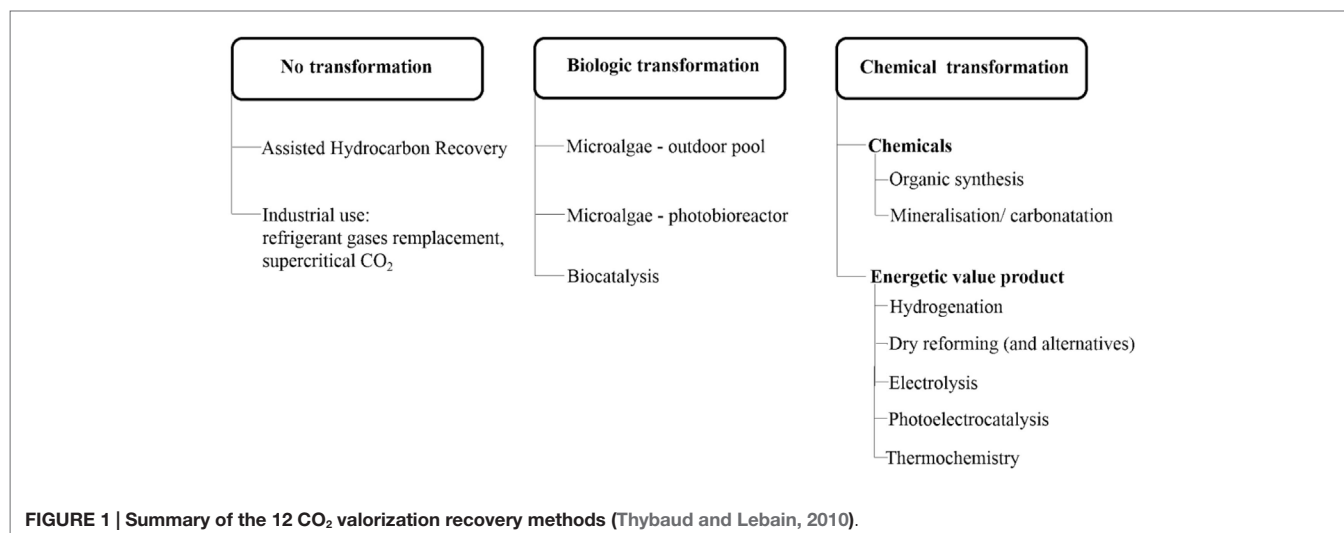 No transformation
Assisted Hydrocarbon Recovery
Industrial use:
refrigerant gases remplacement,
supercritical CO₂
Biologic transformation
Microalgae - outdoor pool
Microalgae - photobioreactor
Biocatalysis
Chemical transformation
Chemicals
Organic synthesis
Mineralisation/ carbonatation
Energetic value product
Hydrogenation
Dry reforming (and alternatives)
Electrolysis
Photoelectrocatalysis
Thermochemistry
FIGURE 1 | Summary of the 12 CO₂ valorization recovery methods (Thybaud and Lebain, 2010).